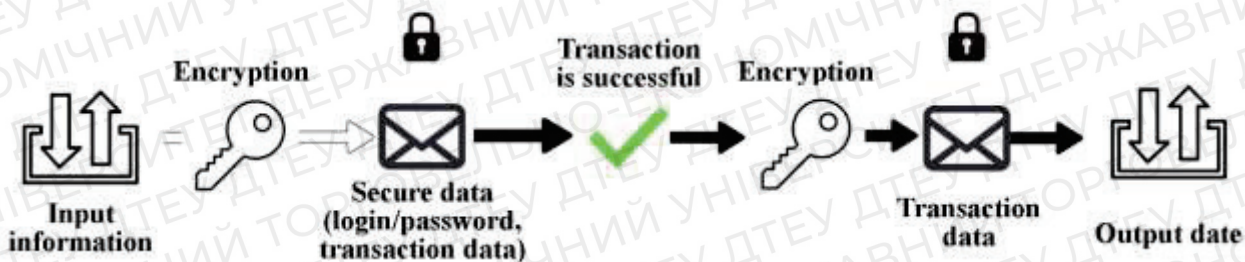 Input
information
Encryption
Secure data
(login/password,
transaction data)
Transaction
is successful
Encryption
Transaction
data
Output date